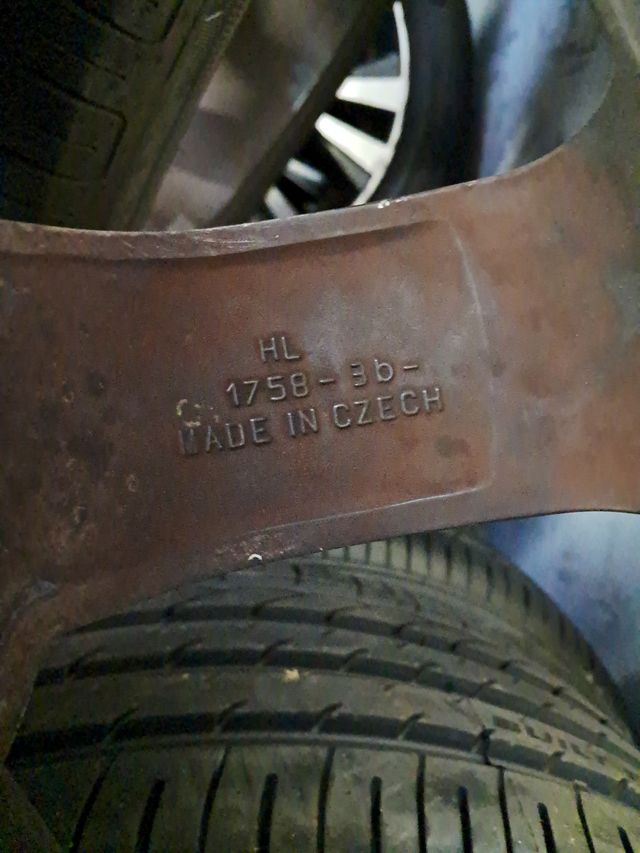 HL
1758-3b-
MADE IN CZECH